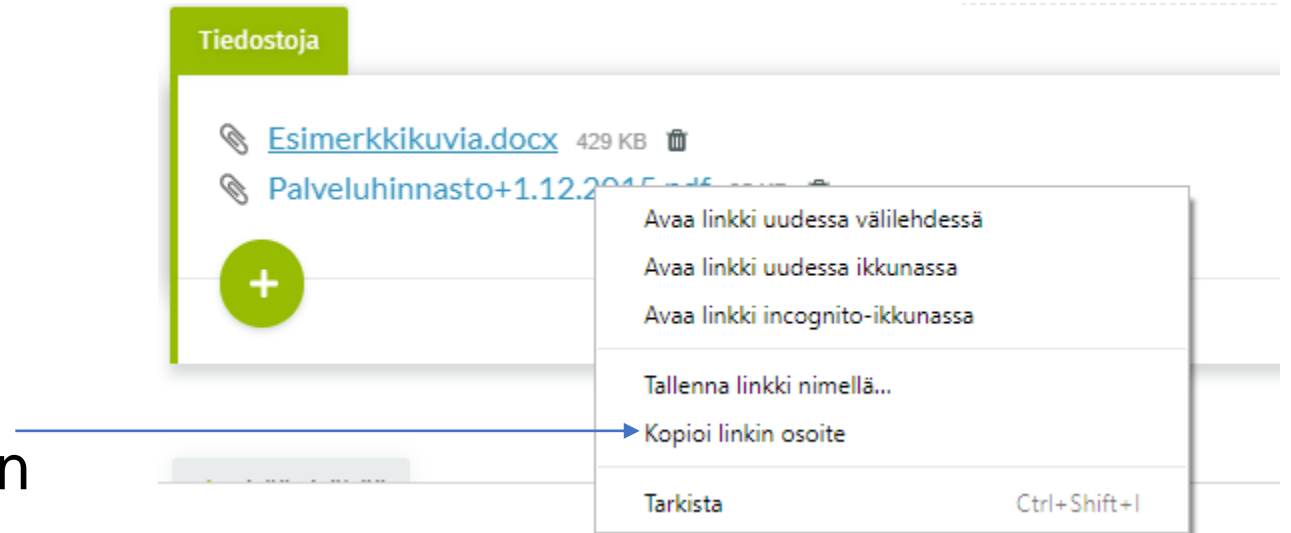 Tiedostoja
Esimerkkikuvia.docx 429 KB
Palveluhinnasto+1.12.2015.pdf
Avaa linkki uudessa välilehdessä
Avaa linkki uudessa ikkunassa
Avaa linkki incognito-ikkunassa
Tallenna linkki nimellä...
Kopioi linkin osoite
n
Tarkista Ctrl+Shift+I